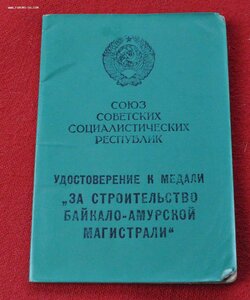 СОЮЗ
СОВЕТСКИХ
СОЦИАЛИСТИЧЕСКИХ
РЕСПУБЛИК
УДОСТОВЕРЕНИЕ К МЕДАЛИ
„ЗА СТРОИТЕЛЬСТВО
БАЙКАЛО-АМУРСКОЙ
МАГИСТРАЛИ“